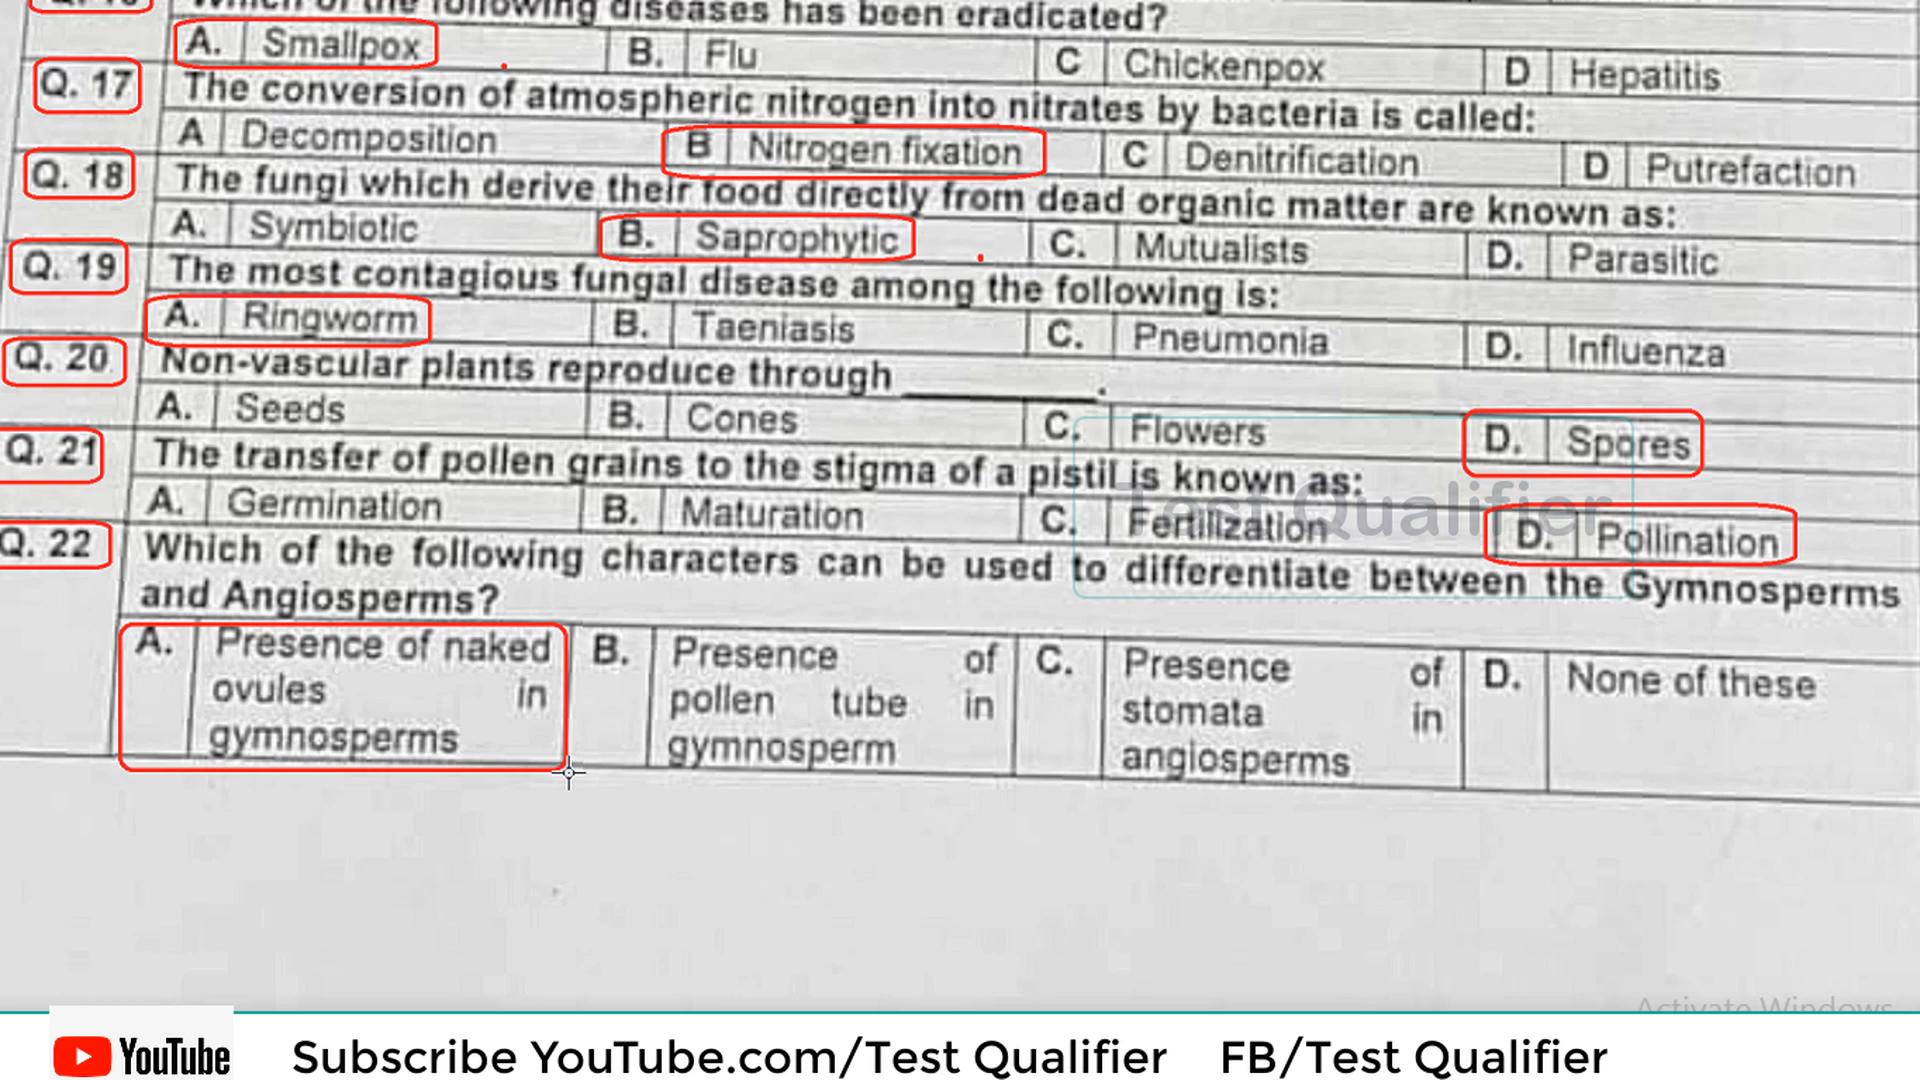 Which of the following diseases has been eradicated?
A. Smallpox B. Flu C Chickenpox D Hepatitis
Q. 17 The conversion of atmospheric nitrogen into nitrates by bacteria is called:
A Decomposition B Nitrogen fixation C Denitrification D Putrefaction
Q. 18 The fungi which derive their food directly from dead organic matter are known as:
A. Symbiotic B. Saprophytic C. Mutualists D. Parasitic
Q. 19 The most contagious fungal disease among the following is:
A. Ringworm B. Taeniasis C. Pneumonia D. Influenza
Q. 20 Non-vascular plants reproduce through ________.
A. Seeds B. Cones C. Flowers D. Spores
Q. 21 The transfer of pollen grains to the stigma of a pistil is known as:
Test Qualifier
A. Germination B. Maturation C. Fertilization D. Pollination
Q. 22 Which of the following characters can be used to differentiate between the Gymnosperms
and Angiosperms?
A. Presence of naked
ovules in
gymnosperms
B. Presence of
pollen tube in
gymnosperm
C. Presence of
stomata in
angiosperms
D. None of these
Activate Windows
YouTube Subscribe YouTube.com/Test Qualifier FB/Test Qualifier